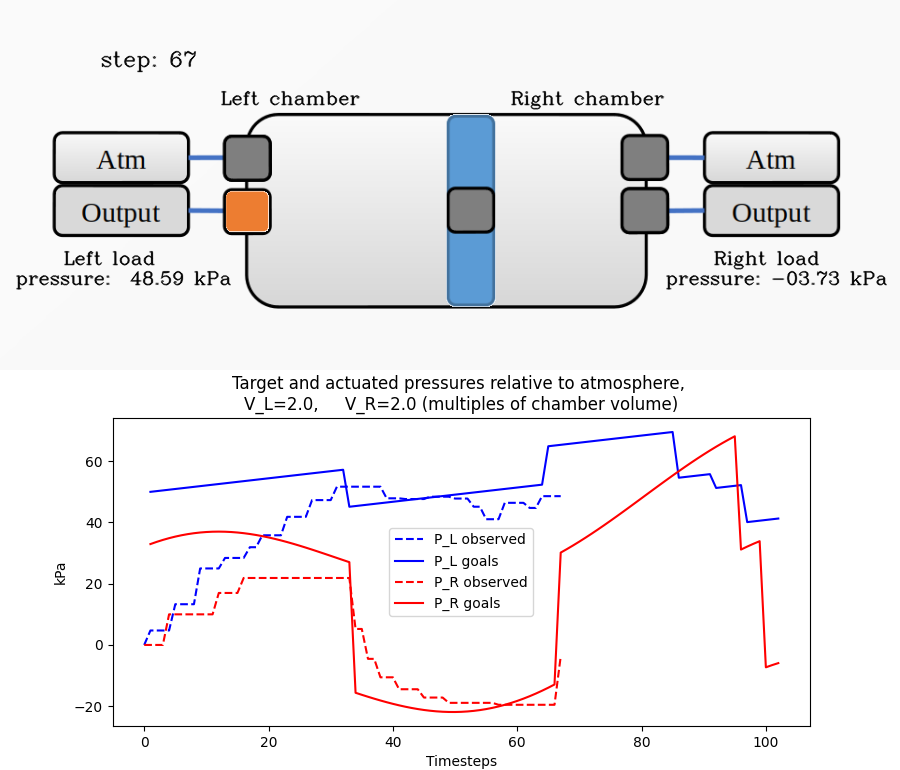 step: 67
Left chamber
Right chamber
Atm
Atm
Output
Output
Left load
pressure:  48.59 kPa
Right load
pressure: −03.73 kPa
Target and actuated pressures relative to atmosphere,
V_L=2.0,     V_R=2.0 (multiples of chamber volume)
60
40
20
0
−20
kPa
P_L observed
P_L goals
P_R observed
P_R goals
0 20 40 60 80 100
Timesteps